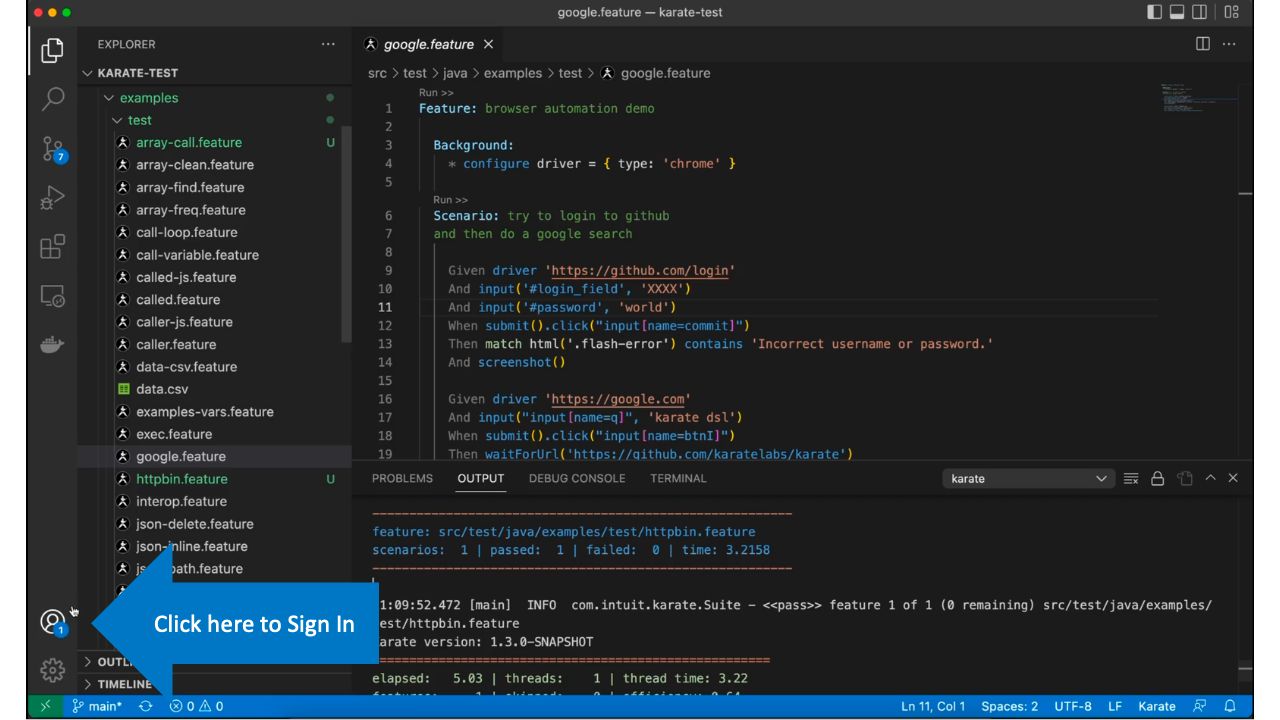 google.feature — karate-test
EXPLORER
KARATE-TEST
examples
test
array-call.feature U
array-clean.feature
array-find.feature
array-freq.feature
call-loop.feature
call-variable.feature
called-js.feature
called.feature
caller-js.feature
caller.feature
data-csv.feature
data.csv
examples-vars.feature
exec.feature
google.feature
httpbin.feature U
interop.feature
json-delete.feature
json-inline.feature
TIMELINE
7
1
Click here to Sign In
google.feature
src > test > java > examples > test > google.feature
Run >>
1 Feature: browser automation demo
2
3 Background:
4 * configure driver = { type: 'chrome' }
5
Run >>
6 Scenario: try to login to github
7 and then do a google search
8
9 Given driver 'https://github.com/login'
10 And input('#login_field', 'XXXX')
11 And input('#password', 'world')
12 When submit().click("input[name=commit]")
13 Then match html('.flash-error') contains 'Incorrect username or password.'
14 And screenshot()
15
16 Given driver 'https://google.com'
17 And input("input[name=q]", 'karate dsl')
18 When submit().click("input[name=btnI]")
19 Then waitForUrl('https://github.com/karatelabs/karate')
PROBLEMS OUTPUT DEBUG CONSOLE TERMINAL karate
feature: src/test/java/examples/test/httpbin.feature
scenarios: 1 | passed: 1 | failed: 0 | time: 3.2158
1:09:52.472 [main] INFO com.intuit.karate.Suite - <<pass>> feature 1 of 1 (0 remaining) src/test/java/examples/
est/httpbin.feature
arate version: 1.3.0-SNAPSHOT
elapsed: 5.03 | threads: 1 | thread time: 3.22
main* 0 0 Ln 11, Col 1 Spaces: 2 UTF-8 LF Karate